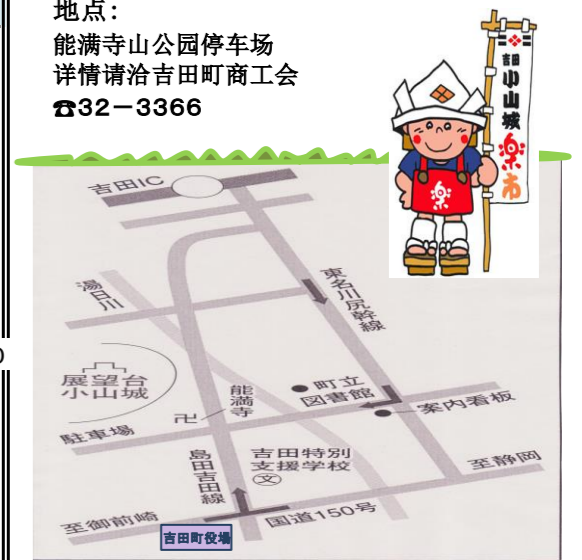 地点：
能满寺山公园停车场
详情请洽吉田町商工会
☎32－3366
吉田
小山城
楽市
楽
吉田IC
湯日川
東名川尻幹線
展望台
小山城
能満寺
卍
町立
図書館
案内看板
駐車場
島田吉田線
吉田特別
支援学校
文
至静岡
至御前崎
国道150号
吉田町役場